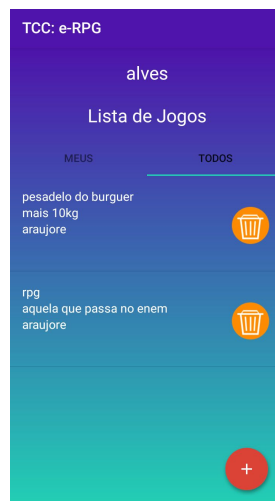 TCC: e-RPG
alves
Lista de Jogos
MEUS
TODOS
pesadelo do burguer
mais 10kg
araujore
rpg
aquela que passa no enem
araujore
+